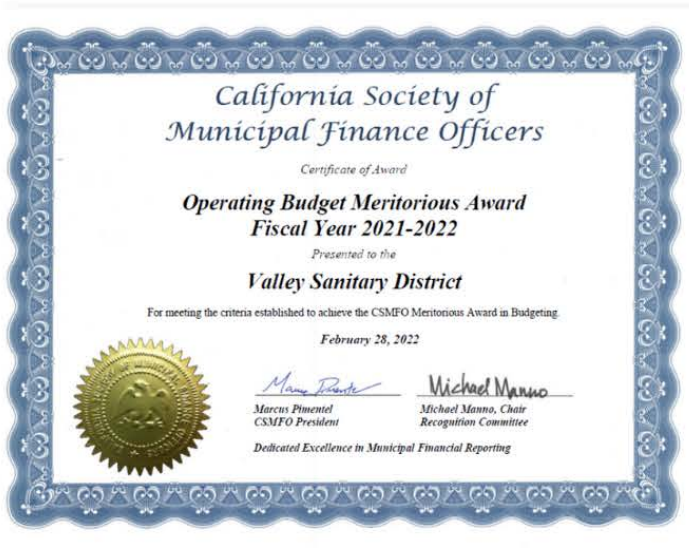 California Society of
Municipal Finance Officers
Certificate of Award
Operating Budget Meritorious Award
Fiscal Year 2021-2022
Presented to the
Valley Sanitary District
For meeting the criteria established to achieve the CSMFO Meritorious Award in Budgeting.
February 28, 2022
Michael Manno
Marcus Pimentel
CSMFO President
Michael Manno, Chair
Recognition Committee
Dedicated Excellence in Municipal Financial Reporting